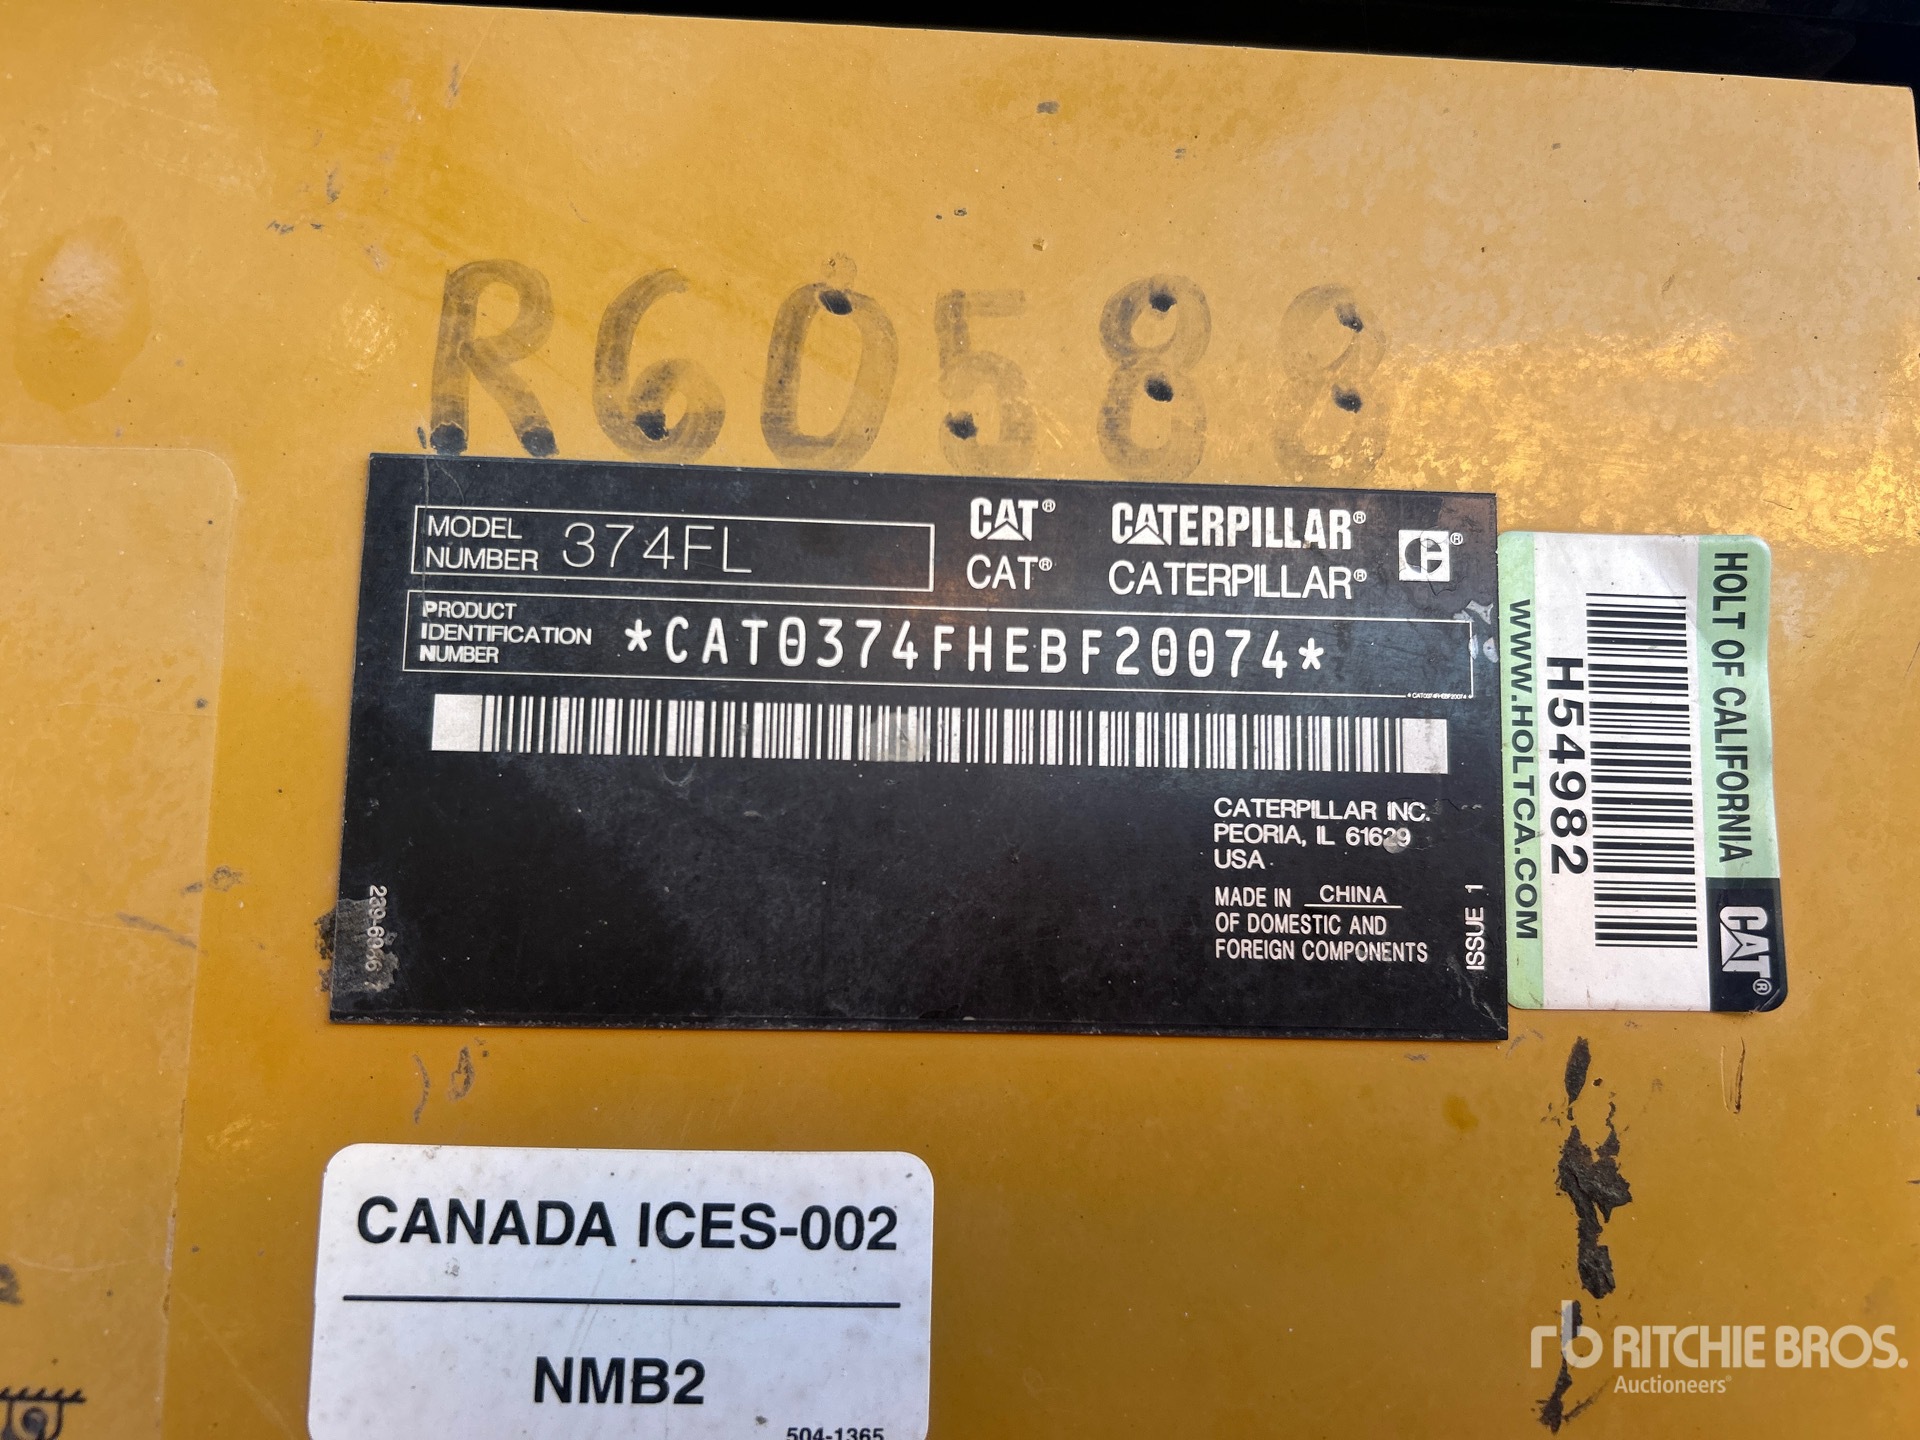 R60588
MODEL NUMBER 374FL
CAT® CATERPILLAR®
CAT® CATERPILLAR®
PRODUCT IDENTIFICATION NUMBER *CAT0374FHEBF20074*
*CAT0374FHEBF20074*
CATERPILLAR INC.
PEORIA, IL 61629
USA
MADE IN CHINA
OF DOMESTIC AND
FOREIGN COMPONENTS
ISSUE 1
HOLT OF CALIFORNIA
H54982
WWW.HOLTCA.COM
CAT®
CANADA ICES-002
NMB2
504-1365
rb RITCHIE BROS.
Auctioneers